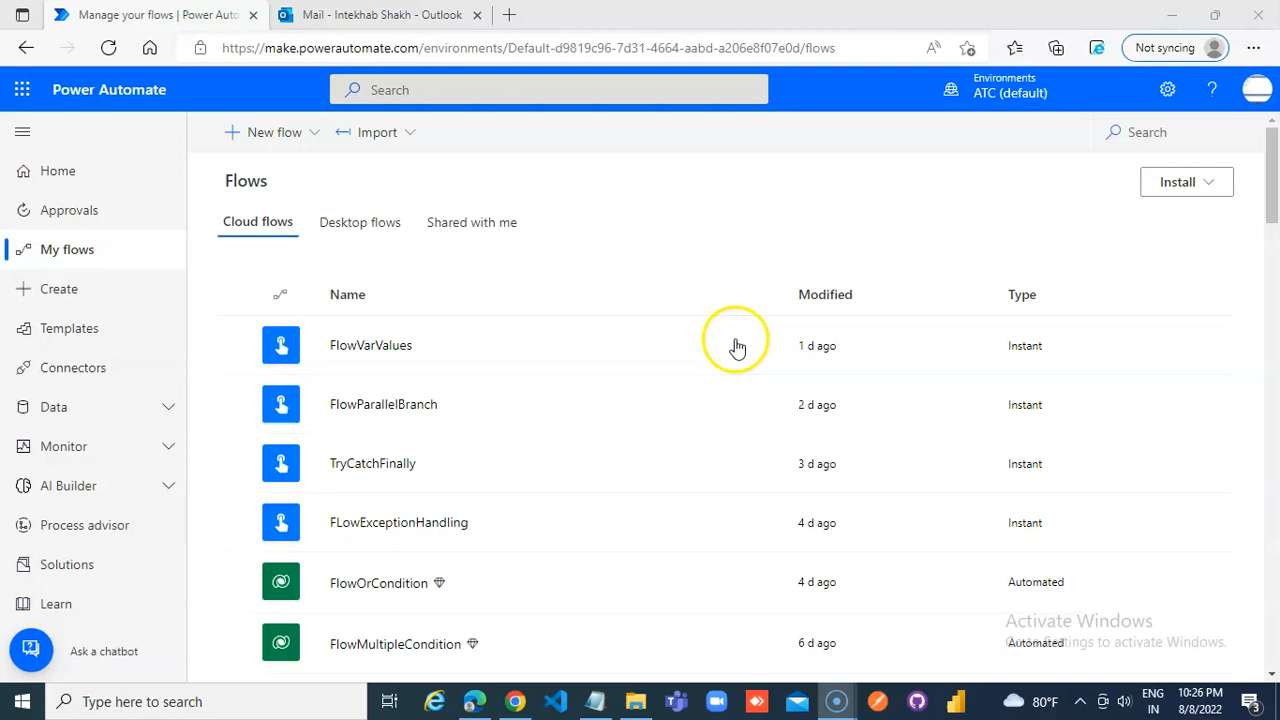 Manage your flows | Power Auto
Mail - Intekhab Shakh - Outlook
https://make.powerautomate.com/environments/Default-d9819c96-7d31-4664-aabd-a206e8f07e0d/flows
Not syncing
Power Automate
Search
Environments
ATC (default)
New flow
Import
Search
Home
Approvals
My flows
Create
Templates
Connectors
Data
Monitor
AI Builder
Process advisor
Solutions
Learn
Ask a chatbot
Flows
Install
Cloud flows
Desktop flows
Shared with me
Name
Modified
Type
FlowVarValues
1 d ago
Instant
FlowParallelBranch
2 d ago
Instant
TryCatchFinally
3 d ago
Instant
FLowExceptionHandling
4 d ago
Instant
FlowOrCondition
4 d ago
Automated
FlowMultipleCondition
6 d ago
Automated
Activate Windows
Go to Settings to activate Windows.
Type here to search
80°F
ENG
IN
10:26 PM
8/8/2022
3